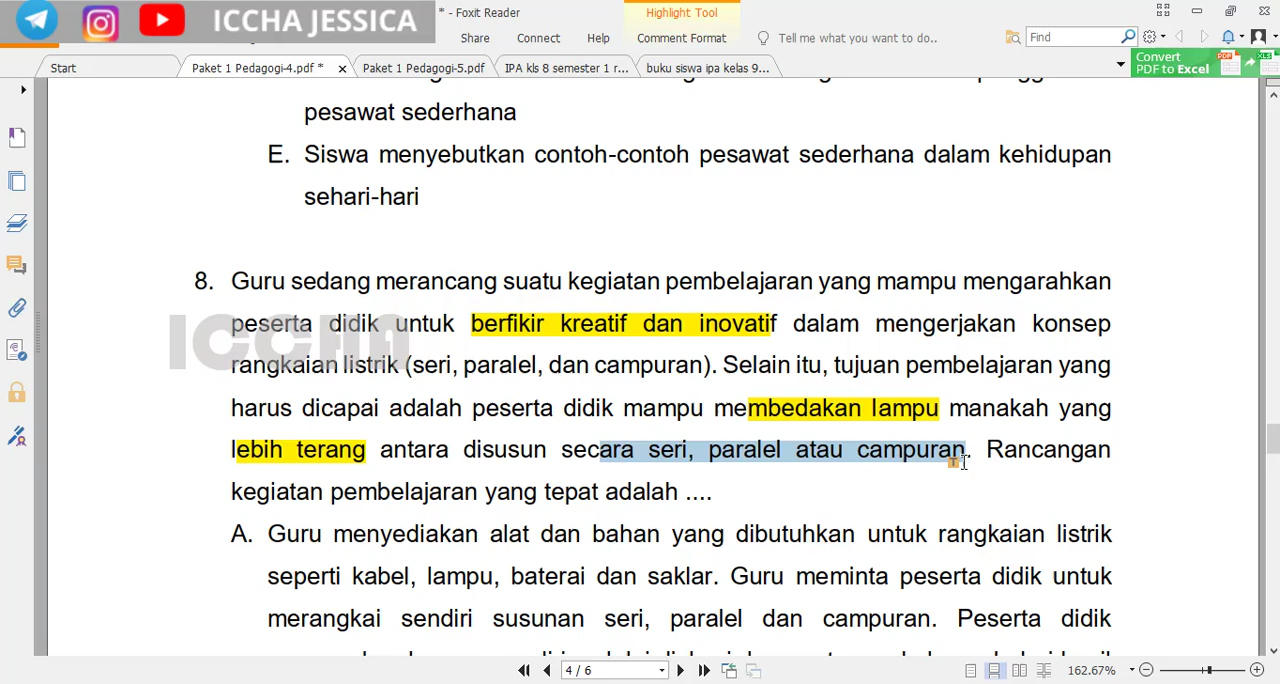 ICCHA JESSICA
* - Foxit Reader
Highlight Tool
Share
Connect
Help
Comment Format
Tell me what you want to do..
Find
Start
Paket 1 Pedagogi-4.pdf *
Paket 1 Pedagogi-5.pdf
IPA kls 8 semester 1 r...
buku siswa ipa kelas 9...
Convert
PDF to Excel
pesawat sederhana
E. Siswa menyebutkan contoh-contoh pesawat sederhana dalam kehidupan
sehari-hari
8. Guru sedang merancang suatu kegiatan pembelajaran yang mampu mengarahkan
peserta didik untuk berfikir kreatif dan inovatif dalam mengerjakan konsep
rangkaian listrik (seri, paralel, dan campuran). Selain itu, tujuan pembelajaran yang
harus dicapai adalah peserta didik mampu membedakan lampu manakah yang
lebih terang antara disusun secara seri, paralel atau campuran. Rancangan
kegiatan pembelajaran yang tepat adalah ....
A. Guru menyediakan alat dan bahan yang dibutuhkan untuk rangkaian listrik
seperti kabel, lampu, baterai dan saklar. Guru meminta peserta didik untuk
merangkai sendiri susunan seri, paralel dan campuran. Peserta didik
ICCHA
4 / 6
162.67%